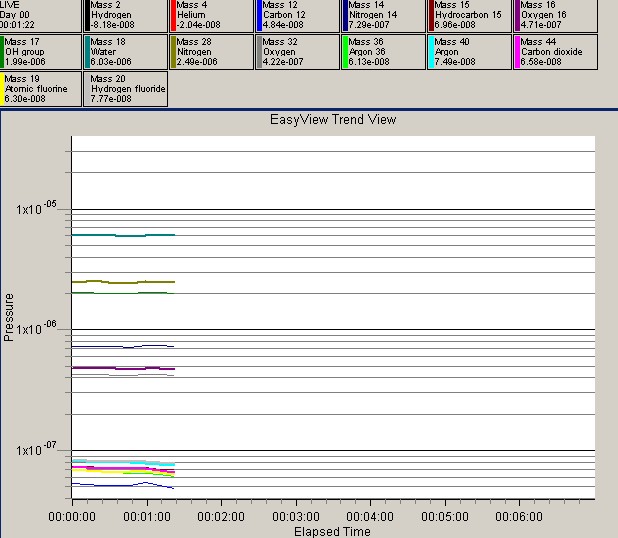 LIVE
Day 00
00:01:22
Mass 2
Hydrogen
-8.18e-008
Mass 4
Helium
-2.04e-008
Mass 12
Carbon 12
4.84e-008
Mass 14
Nitrogen 14
7.29e-007
Mass 15
Hydrocarbon 15
6.96e-008
Mass 16
Oxygen 16
4.71e-007
Mass 17
OH group
1.99e-006
Mass 18
Water
6.03e-006
Mass 28
Nitrogen
2.49e-006
Mass 32
Oxygen
4.22e-007
Mass 36
Argon 36
6.13e-008
Mass 40
Argon
7.49e-008
Mass 44
Carbon dioxide
6.58e-008
Mass 19
Atomic fluorine
6.30e-008
Mass 20
Hydrogen fluoride
7.77e-008
EasyView Trend View
Pressure
1x10 -05
1x10 -06
1x10 -07
00:00:00 00:01:00 00:02:00 00:03:00 00:04:00 00:05:00 00:06:00
Elapsed Time